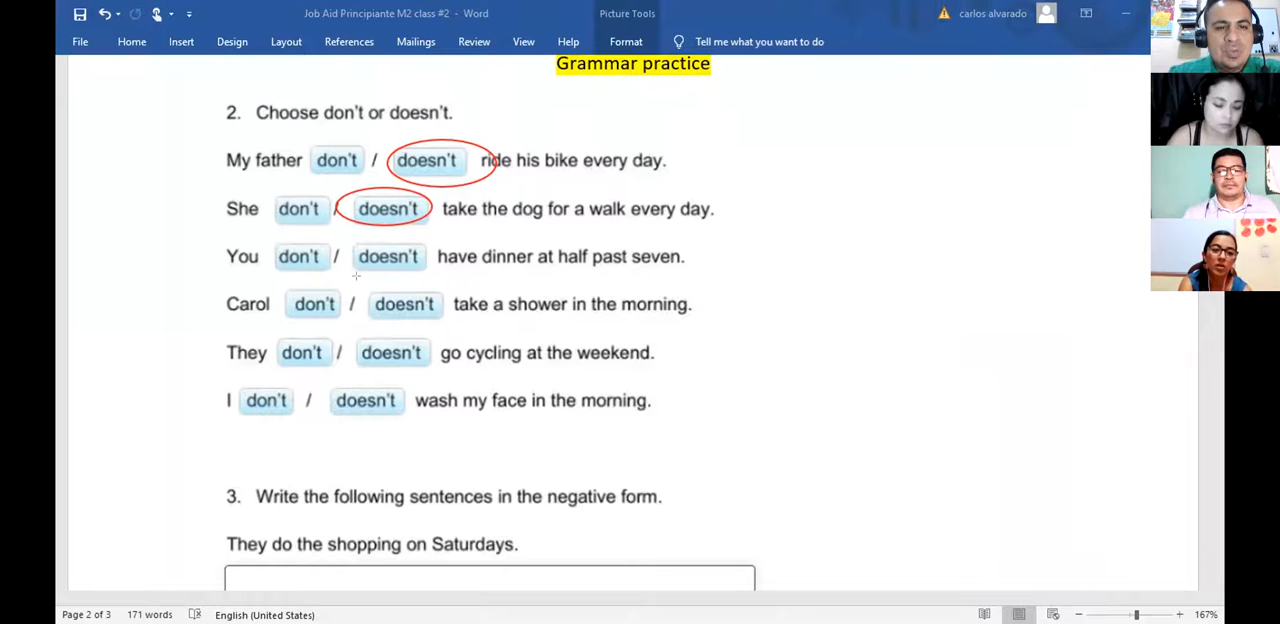 Job Aid Principiante M2 class #2 - Word
Picture Tools
carlos alvarado
File Home Insert Design Layout References Mailings Review View Help Format Tell me what you want to do
Grammar practice
2. Choose don't or doesn't.
My father don't / doesn't ride his bike every day.
She don't / doesn't take the dog for a walk every day.
You don't / doesn't have dinner at half past seven.
Carol don't / doesn't take a shower in the morning.
They don't / doesn't go cycling at the weekend.
I don't / doesn't wash my face in the morning.
3. Write the following sentences in the negative form.
They do the shopping on Saturdays.
Page 2 of 3 171 words English (United States) 167%